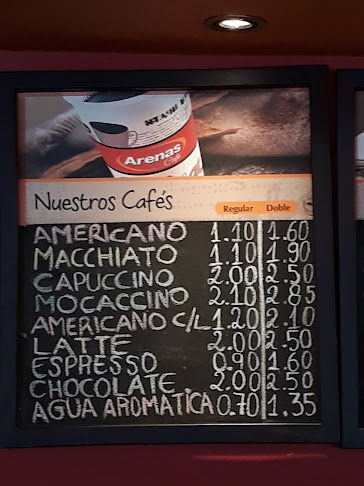 Arenas
Café
Nuestros Cafés Regular Doble
AMERICANO 1.10 1.60
MACCHIATO 1.10 1.90
CAPUCCINO 2.00 2.50
MOCACCINO 2.10 2.85
AMERICANO C/L 1.20 2.10
LATTE 2.00 2.50
ESPRESSO 0.90 1.60
CHOCOLATE. 2.00 2.50
AGUA AROMATICA 0.70 1.35